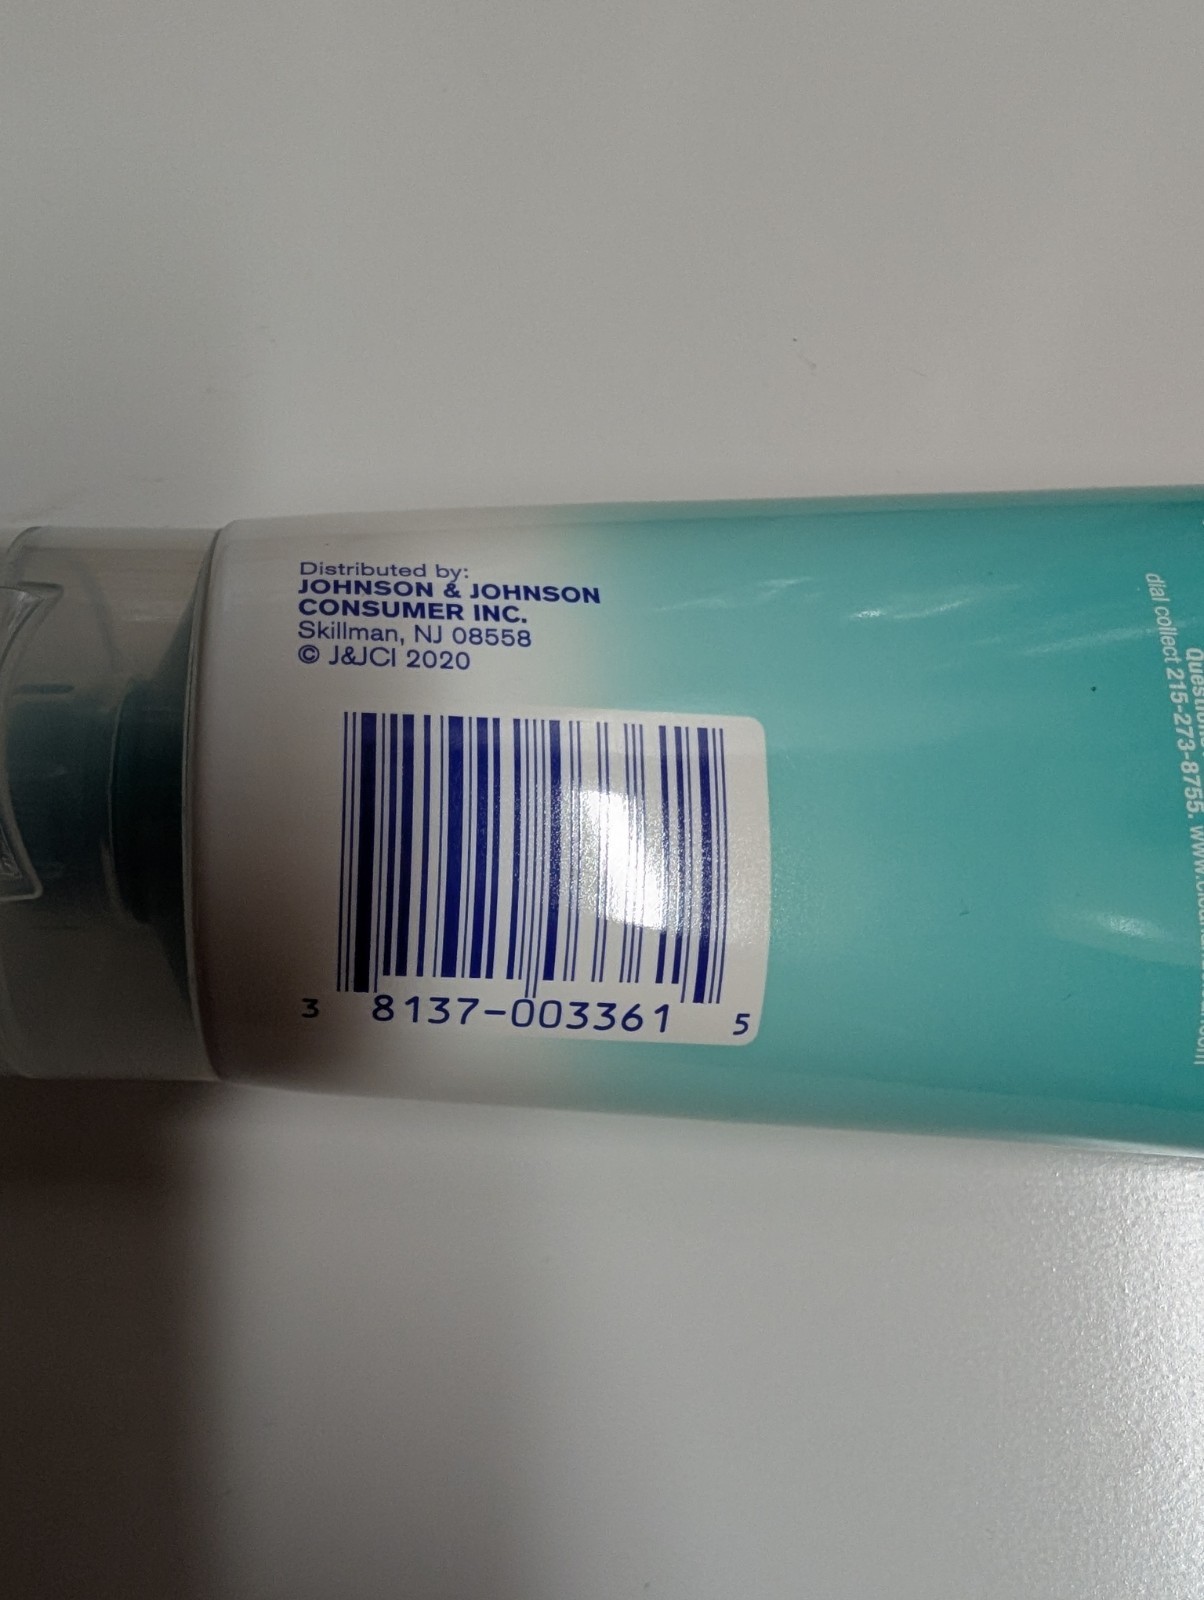 Distributed by:
JOHNSON & JOHNSON
CONSUMER INC.
Skillman, NJ 08558
© J&JCI 2020
3 8137-003361 5
dial collect 215-273-8755.